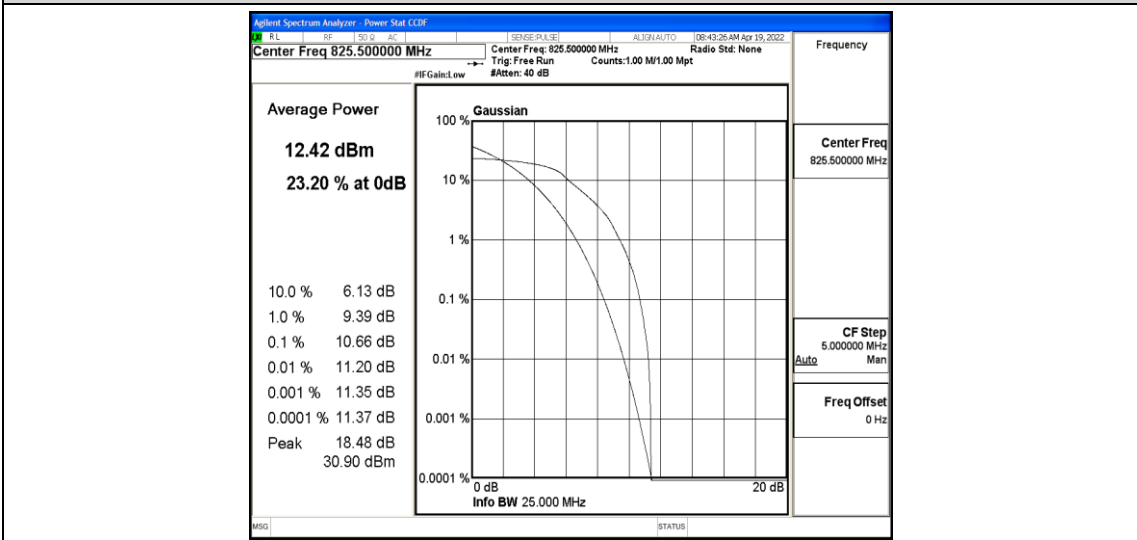 Agilent Spectrum Analyzer - Power Stat CCDF
LXI RL RF 50 Ω AC SENSE:PULSE ALIGNAUTO 08:43:26 AM Apr 19, 2022
Center Freq 825.500000 MHz
Center Freq: 825.500000 MHz Radio Std: None
Trig: Free Run Counts:1.00 M/1.00 Mpt
#IFGain:Low #Atten: 40 dB
Frequency
Average Power
12.42 dBm
23.20 % at 0dB
10.0 % 6.13 dB
1.0 % 9.39 dB
0.1 % 10.66 dB
0.01 % 11.20 dB
0.001 % 11.35 dB
0.0001 % 11.37 dB
Peak 18.48 dB
30.90 dBm
Gaussian
100 %
10 %
1 %
0.1 %
0.01 %
0.001 %
0.0001 %
0 dB 20 dB
Info BW 25.000 MHz
Center Freq
825.500000 MHz
CF Step
5.000000 MHz
Auto Man
Freq Offset
0 Hz
MSG STATUS